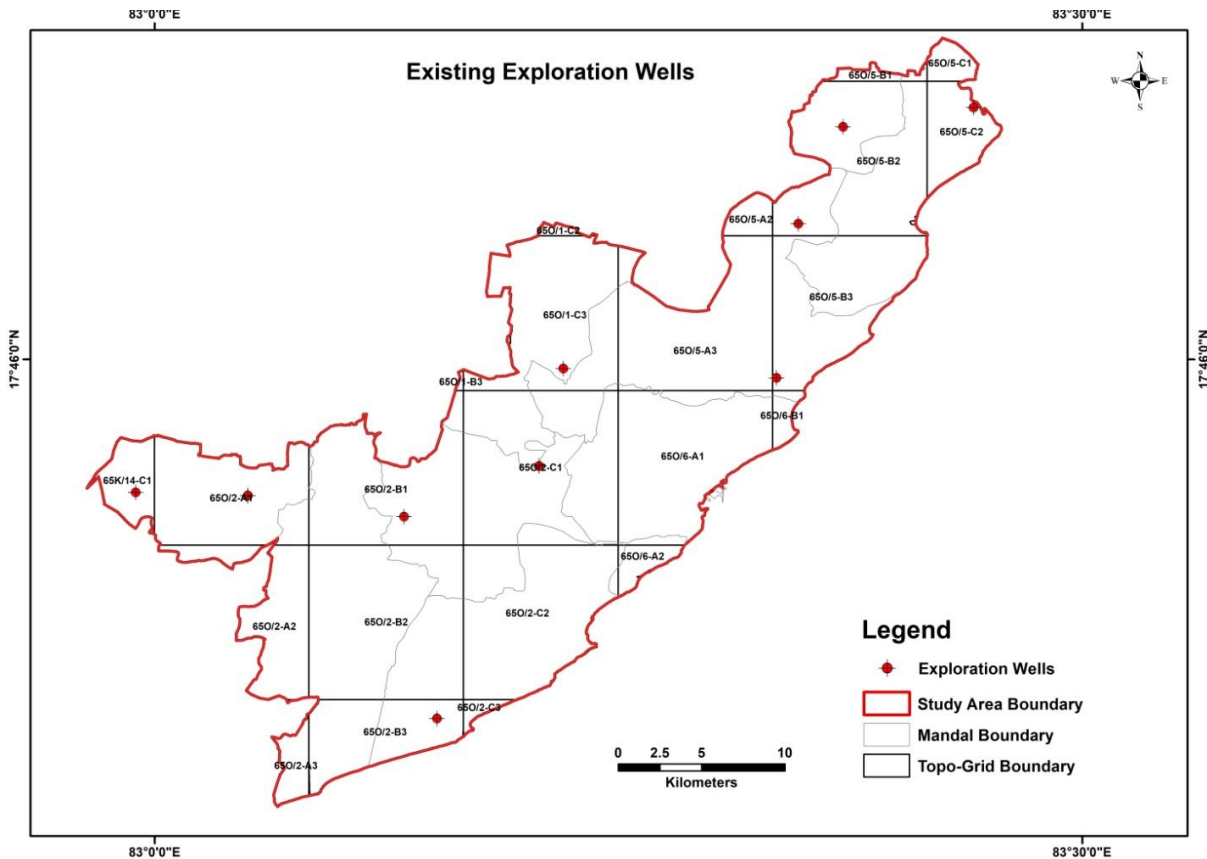 83°0'0"E
83°30'0"E
Existing Exploration Wells
N
W
E
S
65O/5-C1
65O/5-B1
65O/5-C2
65O/5-B2
65O/5-A2
65O/1-C2
65O/5-B3
65O/1-C3
65O/5-A3
17°46'0"N
17°46'0"N
65O/1-B3
65O/6-B1
65O/6-A1
65O/2-C1
65K/14-C1
65O/2-A1
65O/2-B1
65O/6-A2
65O/2-C2
65O/2-A2
65O/2-B2
65O/2-C3
65O/2-B3
65O/2-A3
Legend
Exploration Wells
Study Area Boundary
Mandal Boundary
Topo-Grid Boundary
0 2.5 5 10
Kilometers
83°0'0"E
83°30'0"E